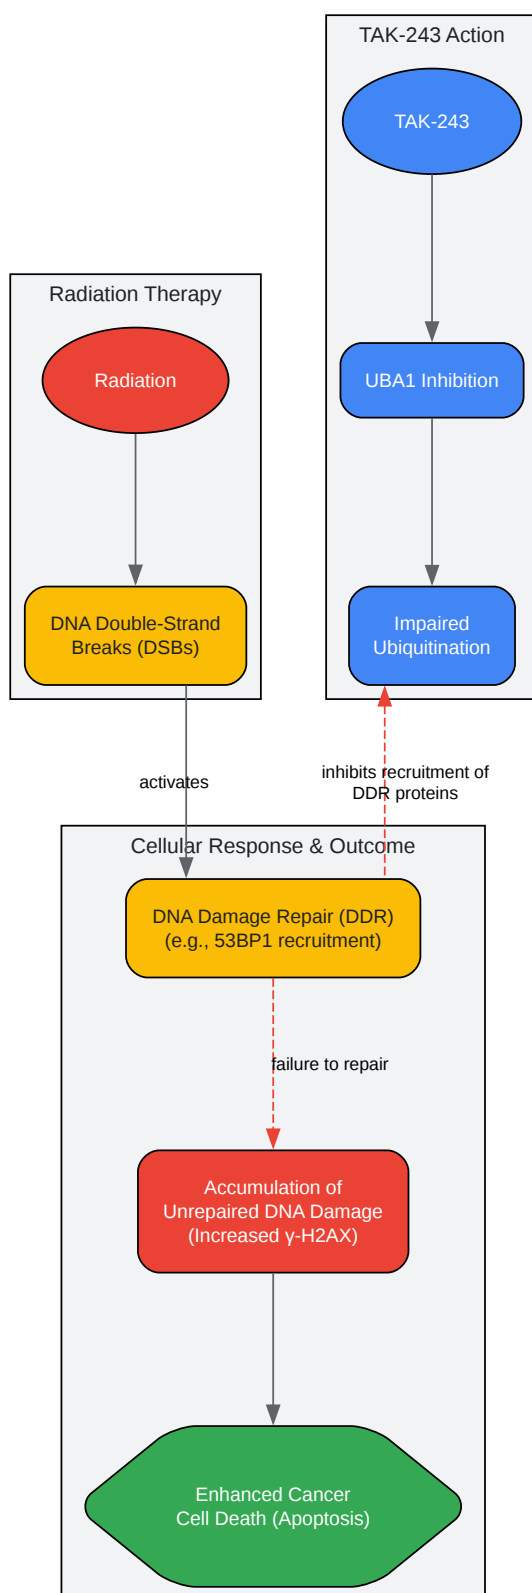 TAK-243 Action
TAK-243
Radiation Therapy
Radiation
UBA1 Inhibition
DNA Double-Strand
Breaks (DSBs)
Impaired
Ubiquitination
activates
inhibits recruitment of
DDR proteins
Cellular Response & Outcome
DNA Damage Repair (DDR)
(e.g., 53BP1 recruitment)
failure to repair
Accumulation of
Unrepaired DNA Damage
(Increased γ-H2AX)
Enhanced Cancer
Cell Death (Apoptosis)